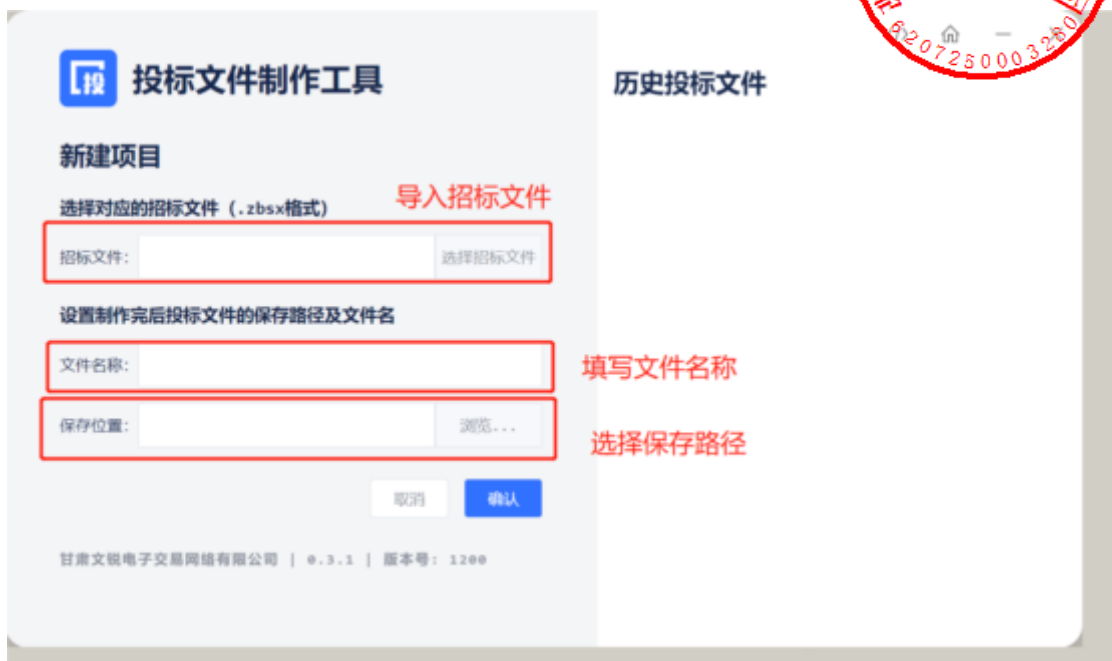 投 投标文件制作工具
历史投标文件
6207250003280
新建项目
选择对应的招标文件（.zbsx格式）
导入招标文件
招标文件:
选择招标文件
设置制作完后投标文件的保存路径及文件名
文件名称:
填写文件名称
保存位置:
浏览...
选择保存路径
取消
确认
甘肃文锐电子交易网络有限公司 | 0.3.1 | 版本号: 1200